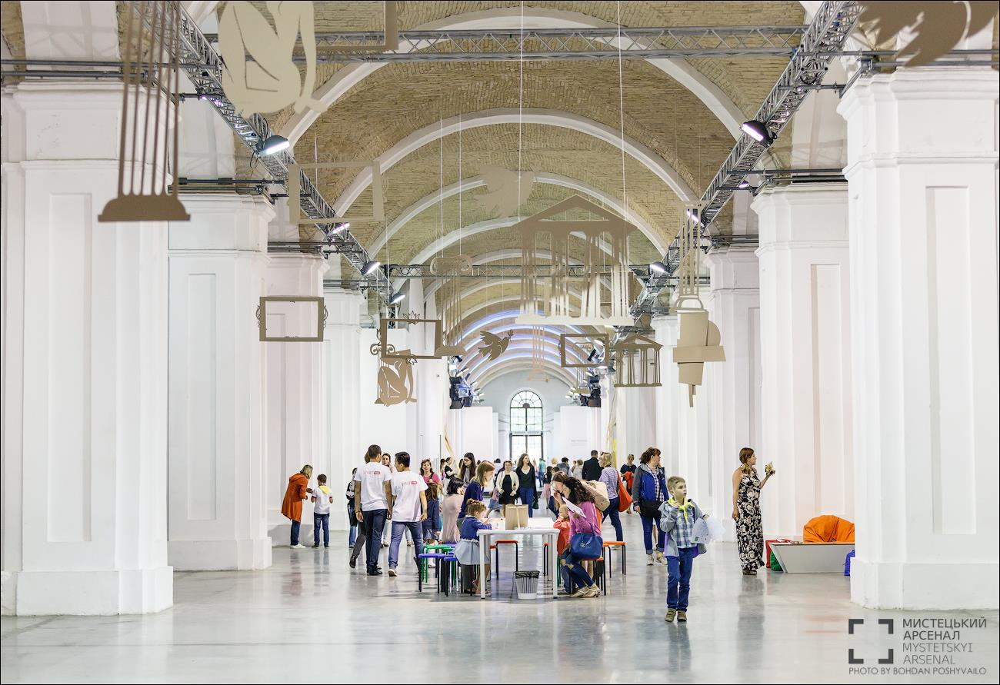 МИСТЕЦЬКИЙ
АРСЕНАЛ
MYSTETSKYI
ARSENAL
PHOTO BY BOHDAN POSHYVAILO